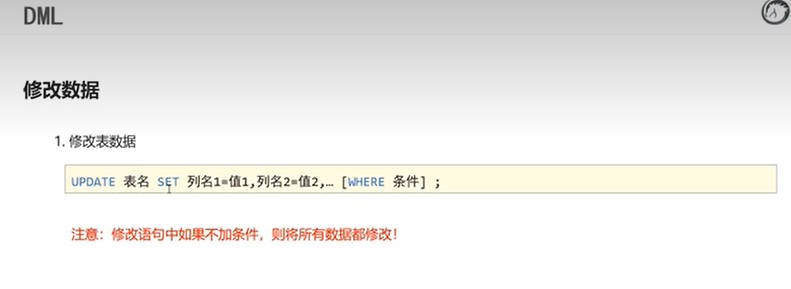 DML
修改数据
1. 修改表数据
UPDATE 表名 SET 列名1=值1,列名2=值2,… [WHERE 条件] ;
注意：修改语句中如果不加条件，则将所有数据都修改！